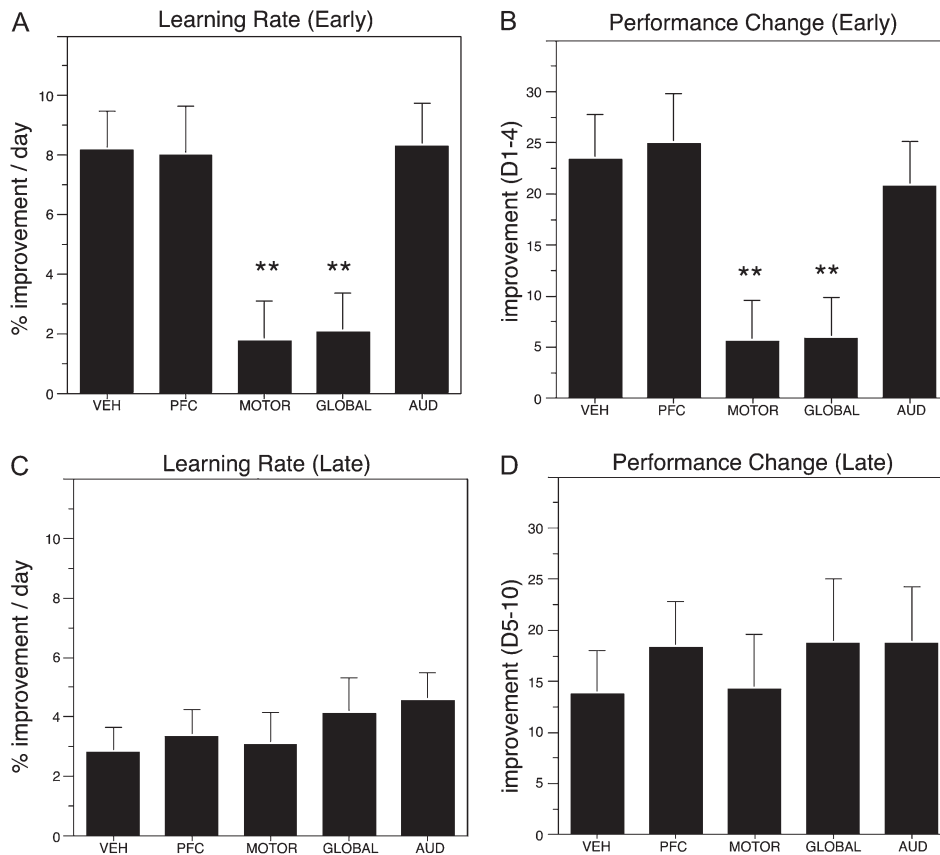 A
Learning Rate (Early)
% improvement / day
10
8
6
4
2
0
**
**
VEH
PFC
MOTOR
GLOBAL
AUD
B
Performance Change (Early)
improvement (D1-4)
30
25
20
15
10
5
0
**
**
VEH
PFC
MOTOR
GLOBAL
AUD
C
Learning Rate (Late)
% improvement / day
10
8
6
4
2
0
VEH
PFC
MOTOR
GLOBAL
AUD
D
Performance Change (Late)
improvement (D5-10)
30
25
20
15
10
5
0
VEH
PFC
MOTOR
GLOBAL
AUD